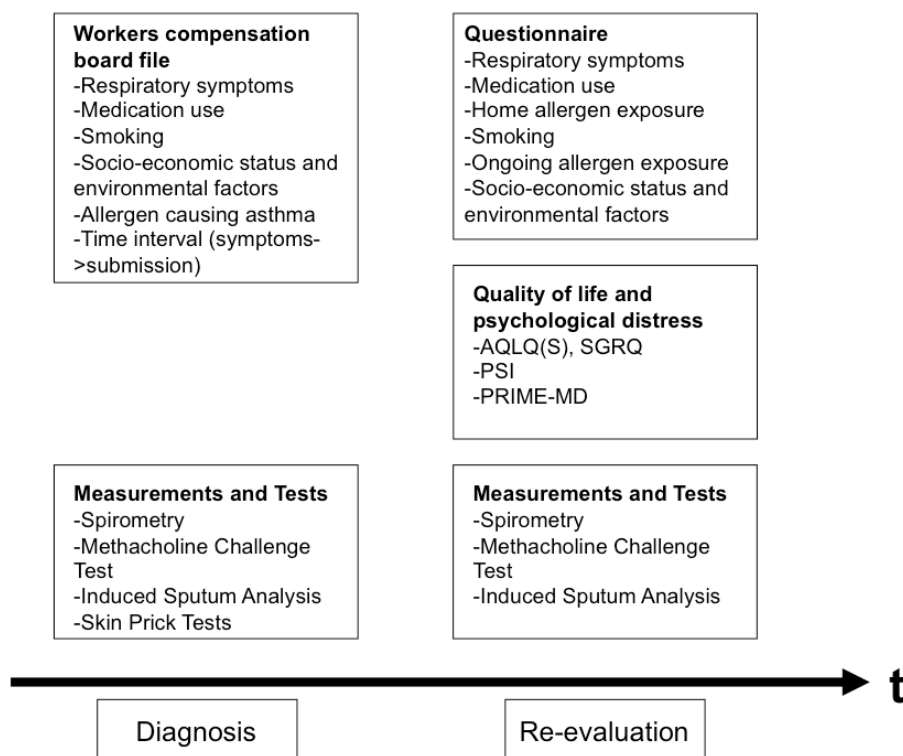 Workers compensation
board file
-Respiratory symptoms
-Medication use
-Smoking
-Socio-economic status and
environmental factors
-Allergen causing asthma
-Time interval (symptoms-
>submission)
Questionnaire
-Respiratory symptoms
-Medication use
-Home allergen exposure
-Smoking
-Ongoing allergen exposure
-Socio-economic status and
environmental factors
Quality of life and
psychological distress
-AQLQ(S), SGRQ
-PSI
-PRIME-MD
Measurements and Tests
-Spirometry
-Methacholine Challenge
Test
-Induced Sputum Analysis
-Skin Prick Tests
Measurements and Tests
-Spirometry
-Methacholine Challenge
Test
-Induced Sputum Analysis
t
Diagnosis
Re-evaluation